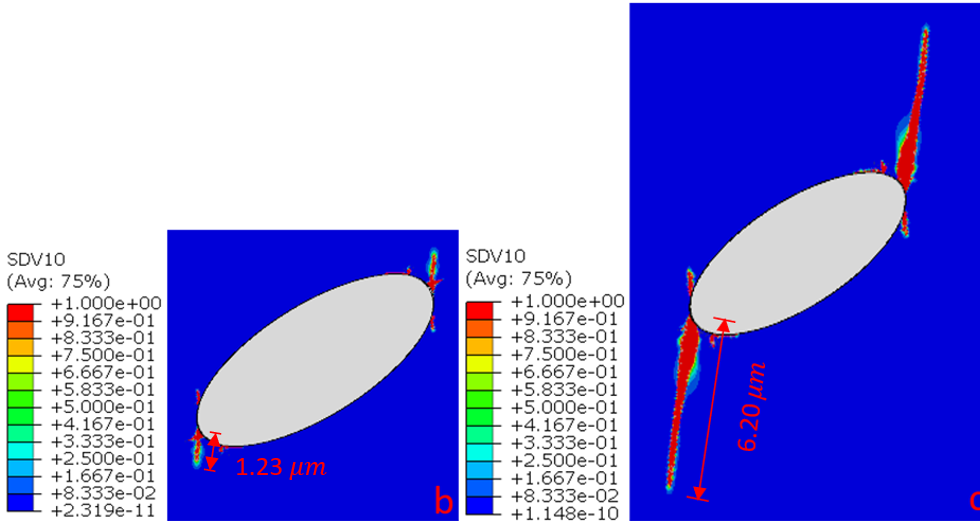 SDV10
(Avg: 75%)
+1.000e+00
+9.167e-01
+8.333e-01
+7.500e-01
+6.667e-01
+5.833e-01
+5.000e-01
+4.167e-01
+3.333e-01
+2.500e-01
+1.667e-01
+8.333e-02
+2.319e-11
1.23 μm
b
SDV10
(Avg: 75%)
+1.000e+00
+9.167e-01
+8.333e-01
+7.500e-01
+6.667e-01
+5.833e-01
+5.000e-01
+4.167e-01
+3.333e-01
+2.500e-01
+1.667e-01
+8.333e-02
+1.148e-10
6.20 μm